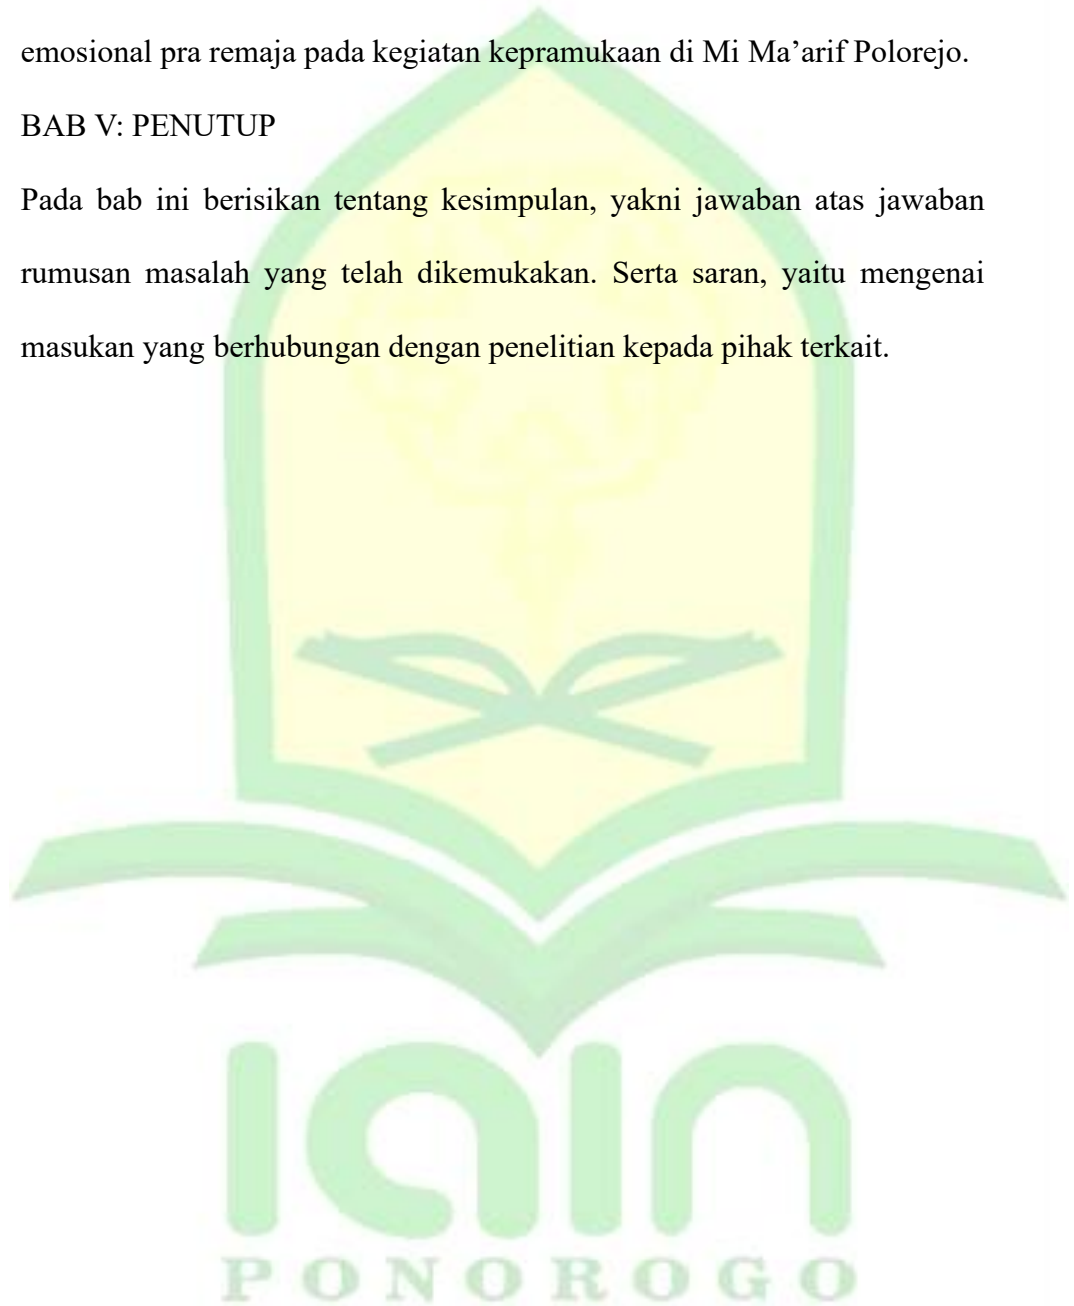 emosional pra remaja pada kegiatan kepramukaan di Mi Ma’arif Polorejo.
BAB V: PENUTUP
Pada bab ini berisikan tentang kesimpulan, yakni jawaban atas jawaban
rumusan masalah yang telah dikemukakan. Serta saran, yaitu mengenai
masukan yang berhubungan dengan penelitian kepada pihak terkait.
IAIN
PONOROGO